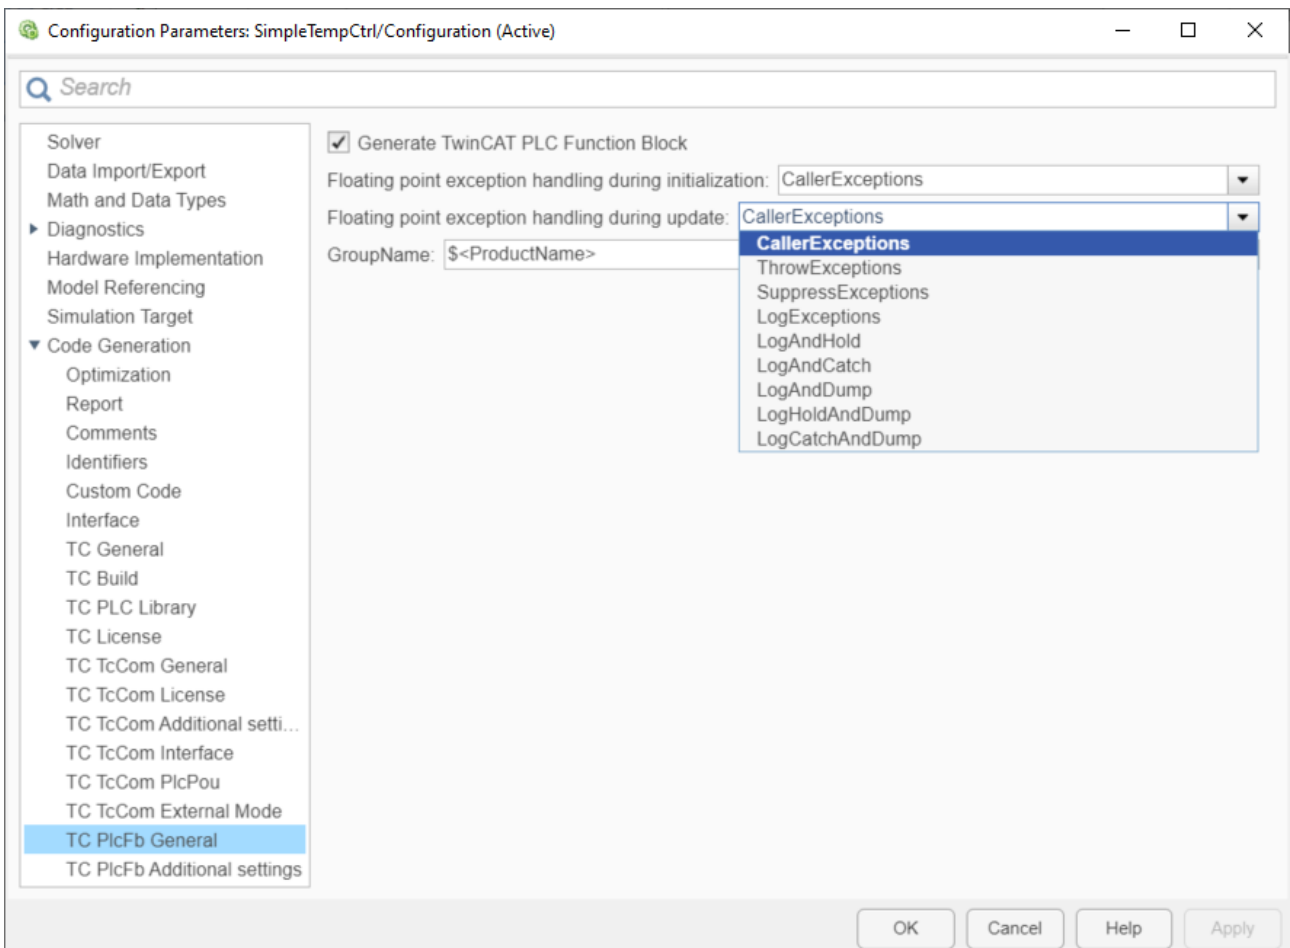 Configuration Parameters: SimpleTempCtrl/Configuration (Active)
Search
Solver
Data Import/Export
Math and Data Types
Diagnostics
Hardware Implementation
Model Referencing
Simulation Target
Code Generation
Optimization
Report
Comments
Identifiers
Custom Code
Interface
TC General
TC Build
TC PLC Library
TC License
TC TcCom General
TC TcCom License
TC TcCom Additional setti...
TC TcCom Interface
TC TcCom PlcPou
TC TcCom External Mode
TC PlcFb General
TC PlcFb Additional settings
Generate TwinCAT PLC Function Block
Floating point exception handling during initialization: CallerExceptions
Floating point exception handling during update: CallerExceptions
GroupName: $<ProductName>
CallerExceptions
ThrowExceptions
SuppressExceptions
LogExceptions
LogAndHold
LogAndCatch
LogAndDump
LogHoldAndDump
LogCatchAndDump
OK Cancel Help Apply